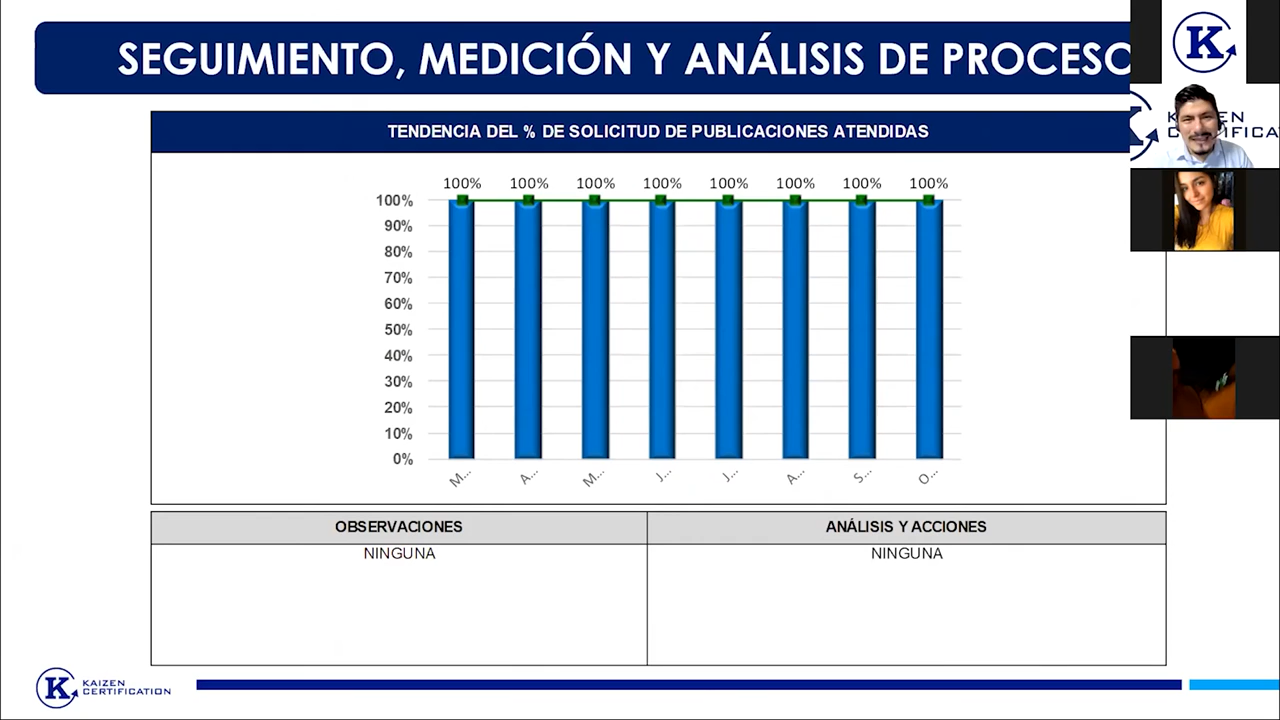 SEGUIMIENTO, MEDICIÓN Y ANÁLISIS DE PROCESO
K
TENDENCIA DEL % DE SOLICITUD DE PUBLICACIONES ATENDIDAS
100% 100% 100% 100% 100% 100% 100% 100%
100%
90%
80%
70%
60%
50%
40%
30%
20%
10%
0%
M... A... M... J... J... A... S... O...
OBSERVACIONES
ANÁLISIS Y ACCIONES
NINGUNA
NINGUNA
K
KAIZEN
CERTIFICATION